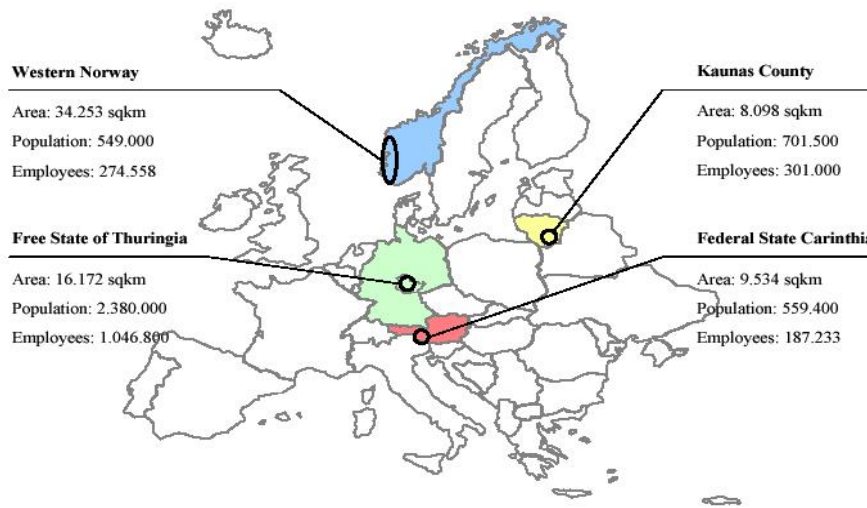 Western Norway
Area: 34.253 sqkm
Population: 549.000
Employees: 274.558
Kaunas County
Area: 8.098 sqkm
Population: 701.500
Employees: 301.000
Free State of Thuringia
Area: 16.172 sqkm
Population: 2.380.000
Employees: 1.046.800
Federal State Carinthia
Area: 9.534 sqkm
Population: 559.400
Employees: 187.233